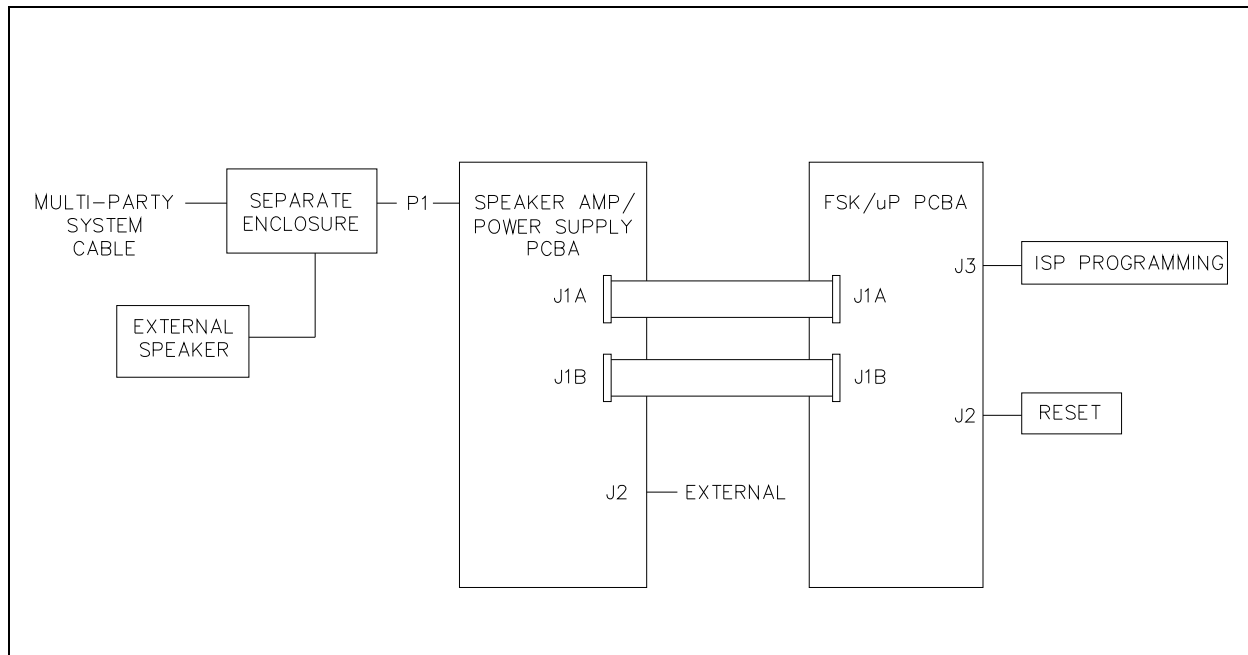 MULTI-PARTY
SYSTEM
CABLE
SEPARATE
ENCLOSURE
P1
EXTERNAL
SPEAKER
SPEAKER AMP/
POWER SUPPLY
PCBA
J1A
J1B
J2
EXTERNAL
FSK/uP PCBA
J1A
J1B
J3
ISP PROGRAMMING
J2
RESET